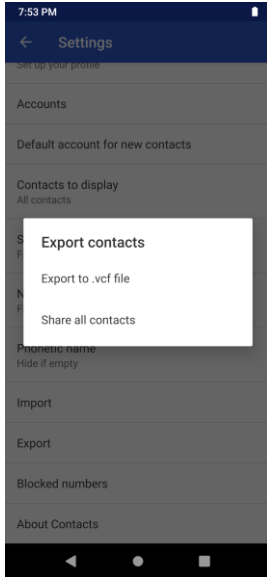 7:53 PM
Settings
Set up your profile
Accounts
Default account for new contacts
Contacts to display
All contacts
S
F
Export contacts
Export to .vcf file
N
F
Share all contacts
Phonetic name
Hide if empty
Import
Export
Blocked numbers
About Contacts